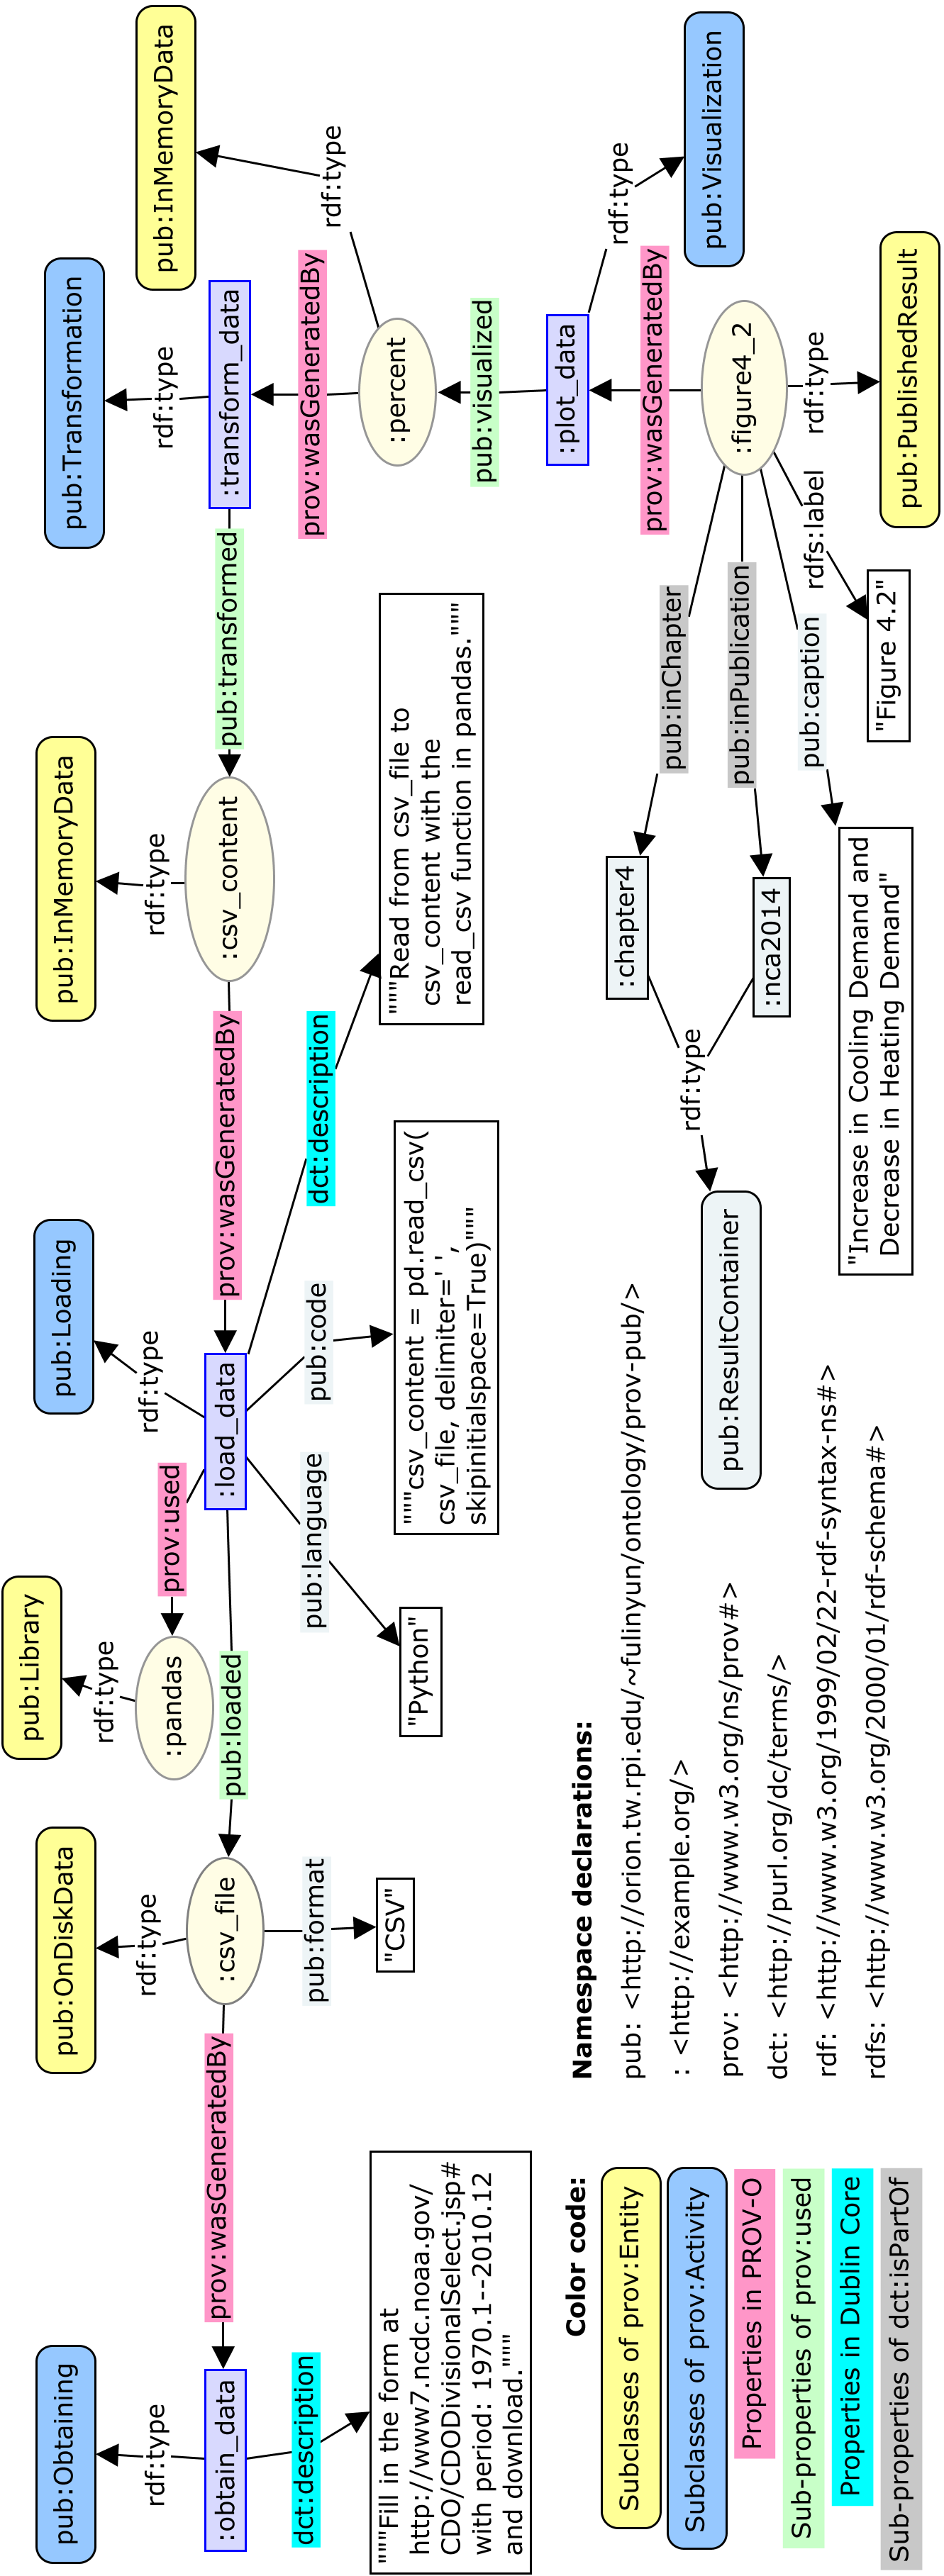 pub:Obtaining
pub:OnDiskData
pub:Library
pub:Loading
pub:InMemoryData
pub:Transformation
pub:InMemoryData
rdf:type
rdf:type
rdf:type
rdf:type
rdf:type
rdf:type
rdf:type
:obtain_data
prov:wasGeneratedBy
:csv_file
pub:loaded
:pandas
prov:used
:load_data
prov:wasGeneratedBy
:csv_content
pub:transformed
:transform_data
prov:wasGeneratedBy
:percent
dct:description
pub:format
pub:language
pub:code
dct:description
"""Fill in the form at
http://www7.ncdc.noaa.gov/
CDO/CDODivisionalSelect.jsp#
with period: 1970.1--2010.12
and download."""
"CSV"
"Python"
"""csv_content = pd.read_csv(
csv_file, delimiter=' ',
skipinitialspace=True)"""
"""Read from csv_file to
csv_content with the
read_csv function in pandas."""
pub:visualized
:plot_data
rdf:type
pub:Visualization
prov:wasGeneratedBy
:figure4_2
rdf:type
pub:PublishedResult
pub:inChapter
pub:inPublication
pub:caption
rdfs:label
"Figure 4.2"
:chapter4
:nca2014
rdf:type
pub:ResultContainer
"Increase in Cooling Demand and
Decrease in Heating Demand"
Color code:
Subclasses of prov:Entity
Subclasses of prov:Activity
Properties in PROV-O
Sub-properties of prov:used
Properties in Dublin Core
Sub-properties of dct:isPartOf
Namespace declarations:
pub: <http://orion.tw.rpi.edu/~fulinyun/ontology/prov-pub/>
: <http://example.org/>
prov: <http://www.w3.org/ns/prov#>
dct: <http://purl.org/dc/terms/>
rdf: <http://www.w3.org/1999/02/22-rdf-syntax-ns#>
rdfs: <http://www.w3.org/2000/01/rdf-schema#>